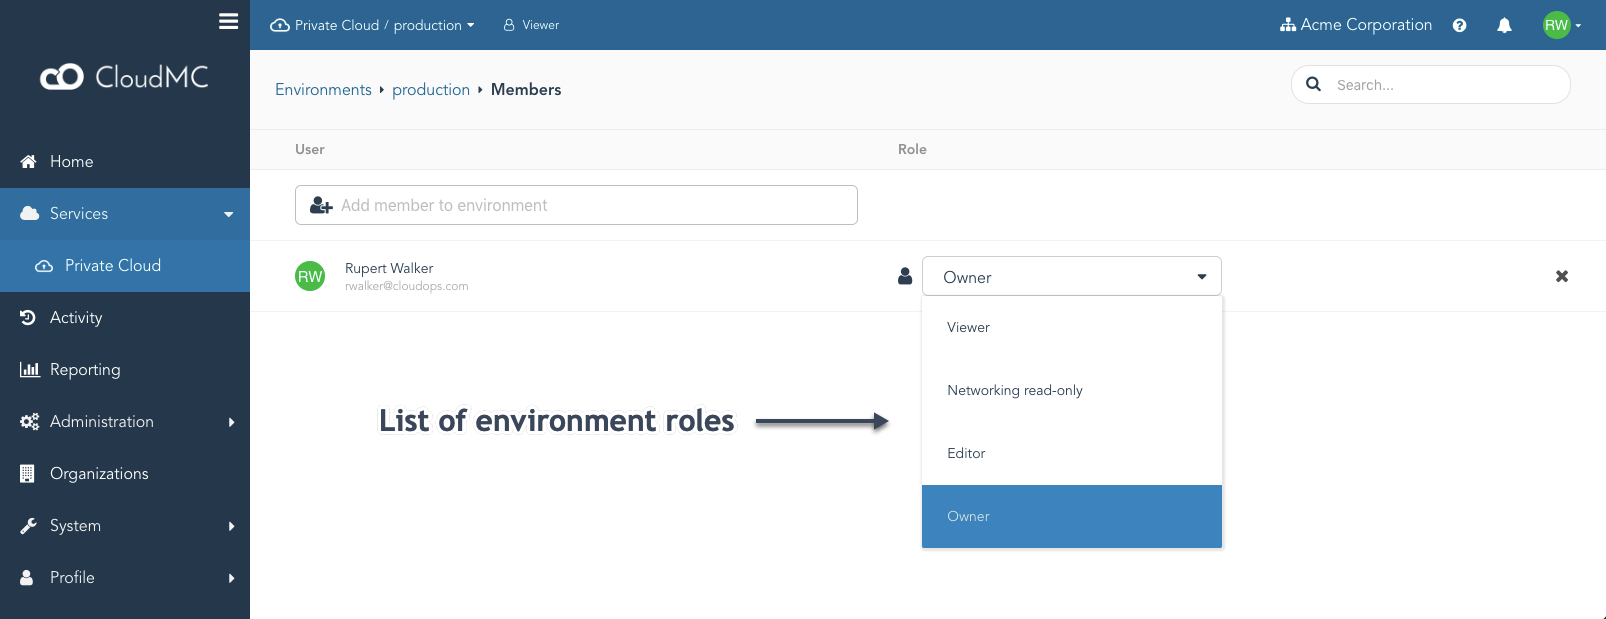 Private Cloud / production
Viewer
Acme Corporation
RW
CloudMC
Environments production Members
Search...
Home
Services
Private Cloud
Activity
Reporting
Administration
Organizations
System
Profile
User Role
Add member to environment
RW
Rupert Walker
rwalker@cloudops.com
Owner
Viewer
Networking read-only
Editor
Owner
List of environment roles